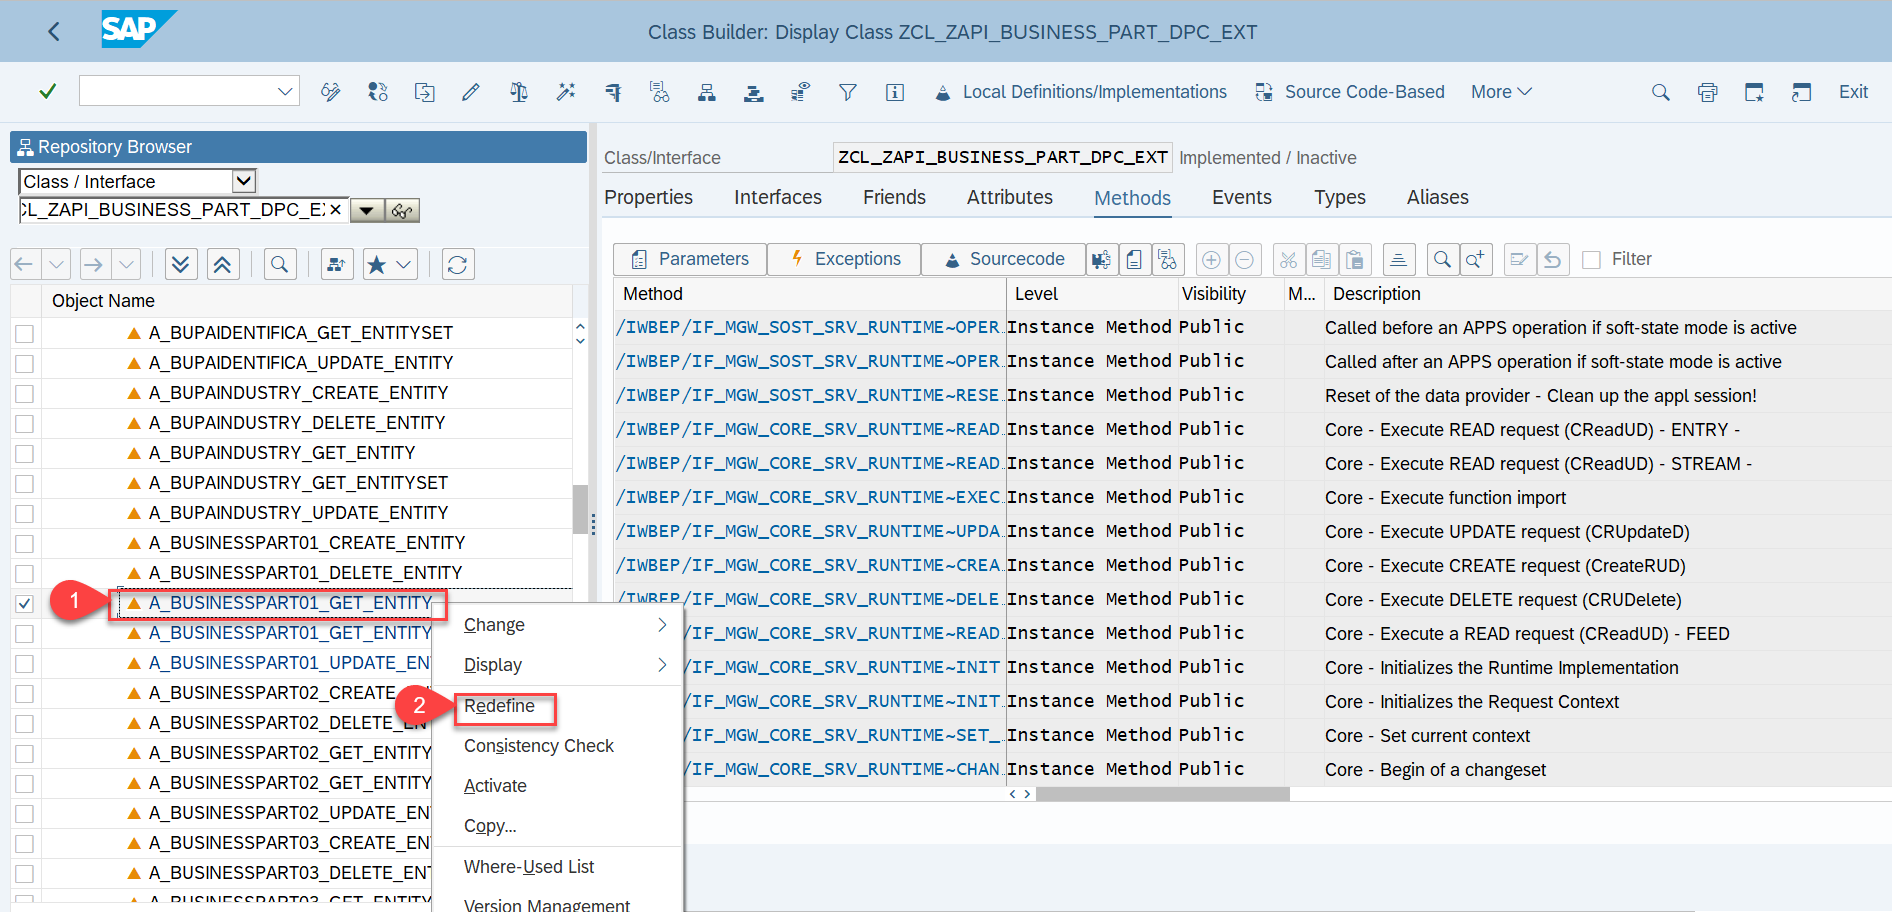 SAP
Class Builder: Display Class ZCL_ZAPI_BUSINESS_PART_DPC_EXT
Local Definitions/Implementations
Source Code-Based
More
Exit
Repository Browser
Class / Interface
CL_ZAPI_BUSINESS_PART_DPC_E
Object Name
A_BUPAIDENTIFICA_GET_ENTITYSET
A_BUPAIDENTIFICA_UPDATE_ENTITY
A_BUPAINDUSTRY_CREATE_ENTITY
A_BUPAINDUSTRY_DELETE_ENTITY
A_BUPAINDUSTRY_GET_ENTITY
A_BUPAINDUSTRY_GET_ENTITYSET
A_BUPAINDUSTRY_UPDATE_ENTITY
A_BUSINESSPART01_CREATE_ENTITY
A_BUSINESSPART01_DELETE_ENTITY
1
A_BUSINESSPART01_GET_ENTITY
A_BUSINESSPART01_GET_ENTITY
A_BUSINESSPART01_UPDATE_ENT
A_BUSINESSPART02_CREATE_EN
A_BUSINESSPART02_DELETE_EN
A_BUSINESSPART02_GET_ENTITY
A_BUSINESSPART02_GET_ENTITY
A_BUSINESSPART02_UPDATE_EN
A_BUSINESSPART03_CREATE_EN
A_BUSINESSPART03_DELETE_ENT
A_BUSINESSPART03_GET_ENTITY
Change
Display
2
Redefine
Consistency Check
Activate
Copy...
Where-Used List
Version Management
Class/Interface
ZCL_ZAPI_BUSINESS_PART_DPC_EXT
Implemented / Inactive
Properties
Interfaces
Friends
Attributes
Methods
Events
Types
Aliases
Parameters
Exceptions
Sourcecode
Filter
Method Level Visibility M... Description
/IWBEP/IF_MGW_SOST_SRV_RUNTIME~OPER.. Instance Method Public Called before an APPS operation if soft-state mode is active
/IWBEP/IF_MGW_SOST_SRV_RUNTIME~OPER.. Instance Method Public Called after an APPS operation if soft-state mode is active
/IWBEP/IF_MGW_SOST_SRV_RUNTIME~RESE.. Instance Method Public Reset of the data provider - Clean up the appl session!
/IWBEP/IF_MGW_CORE_SRV_RUNTIME~READ.. Instance Method Public Core - Execute READ request (CReadUD) - ENTRY -
/IWBEP/IF_MGW_CORE_SRV_RUNTIME~READ.. Instance Method Public Core - Execute READ request (CReadUD) - STREAM -
/IWBEP/IF_MGW_CORE_SRV_RUNTIME~EXEC.. Instance Method Public Core - Execute function import
/IWBEP/IF_MGW_CORE_SRV_RUNTIME~UPDA.. Instance Method Public Core - Execute UPDATE request (CRUpdateD)
/IWBEP/IF_MGW_CORE_SRV_RUNTIME~CREA.. Instance Method Public Core - Execute CREATE request (CreateRUD)
/IWBEP/IF_MGW_CORE_SRV_RUNTIME~DELE.. Instance Method Public Core - Execute DELETE request (CRUDelete)
/IF_MGW_CORE_SRV_RUNTIME~READ.. Instance Method Public Core - Execute a READ request (CReadUD) - FEED
/IF_MGW_CORE_SRV_RUNTIME~INIT Instance Method Public Core - Initializes the Runtime Implementation
/IF_MGW_CORE_SRV_RUNTIME~INIT.. Instance Method Public Core - Initializes the Request Context
/IF_MGW_CORE_SRV_RUNTIME~SET_.. Instance Method Public Core - Set current context
/IF_MGW_CORE_SRV_RUNTIME~CHAN.. Instance Method Public Core - Begin of a changeset